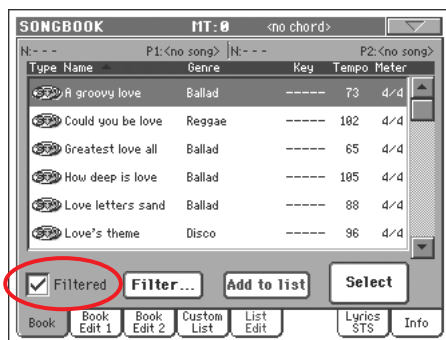 SONGBOOK MT:0 <no chord>
N:--- P1:<no song> N:--- P2:<no song>
Type Name Genre Key Tempo Meter
A groovy love Ballad ----- 73 4/4
Could you be love Reggae ----- 102 4/4
Greatest love all Ballad ----- 65 4/4
How deep is love Ballad ----- 105 4/4
Love letters sand Ballad ----- 88 4/4
Love's theme Disco ----- 96 4/4
Filtered Filter... Add to list Select
Book Book Edit 1 Book Edit 2 Custom List List Edit Lyrics STS Info